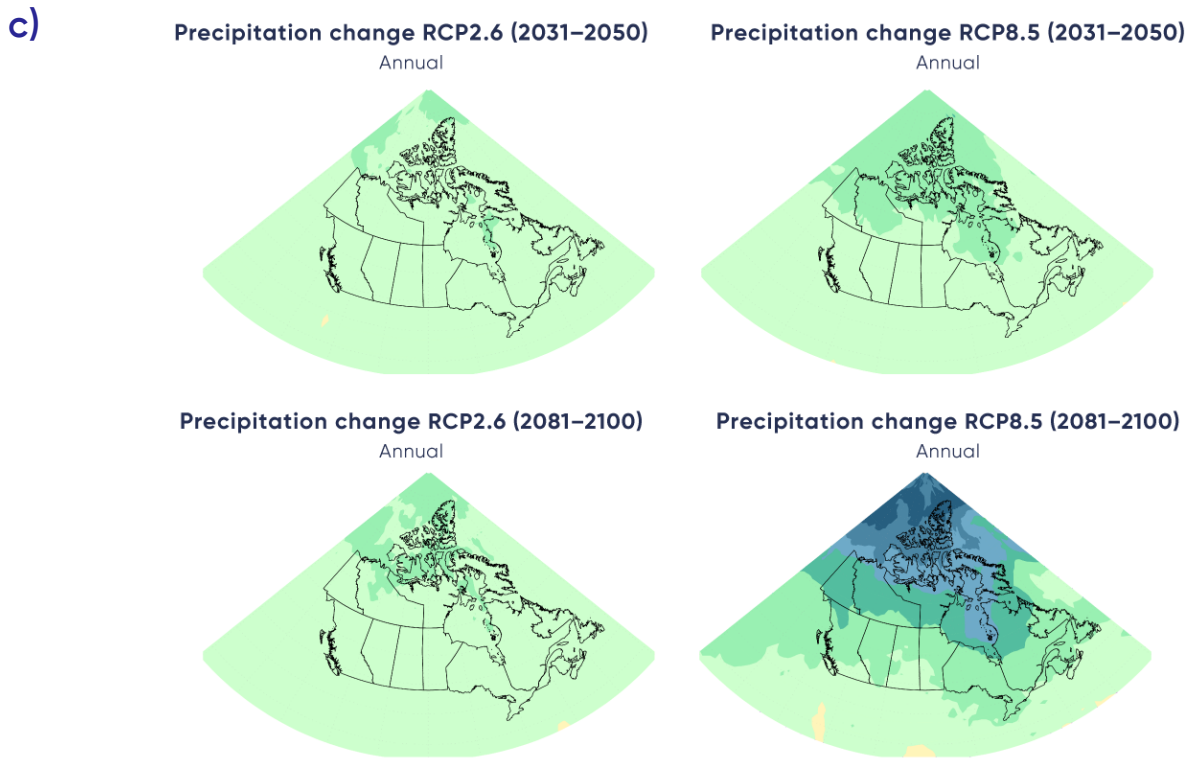 c)
Precipitation change RCP2.6 (2031–2050)
Annual
Precipitation change RCP8.5 (2031–2050)
Annual
Precipitation change RCP2.6 (2081–2100)
Annual
Precipitation change RCP8.5 (2081–2100)
Annual